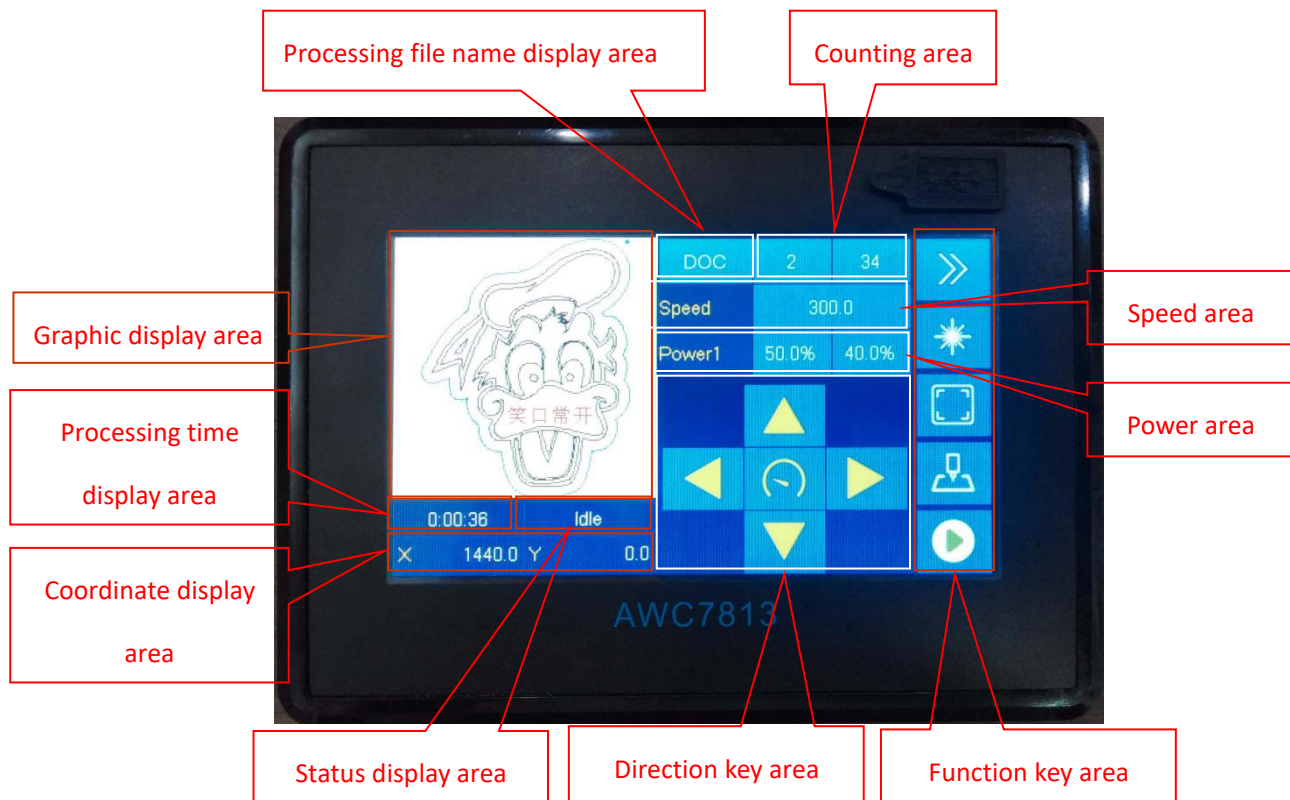 Processing file name display area
Counting area
DOC
2
34
Speed
300.0
Speed area
Graphic display area
Power1
50.0%
40.0%
Power area
笑口常开
Processing time
display area
0:00:36
Idle
X 1440.0 Y 0.0
Coordinate display
area
AWC7813
Status display area
Direction key area
Function key area